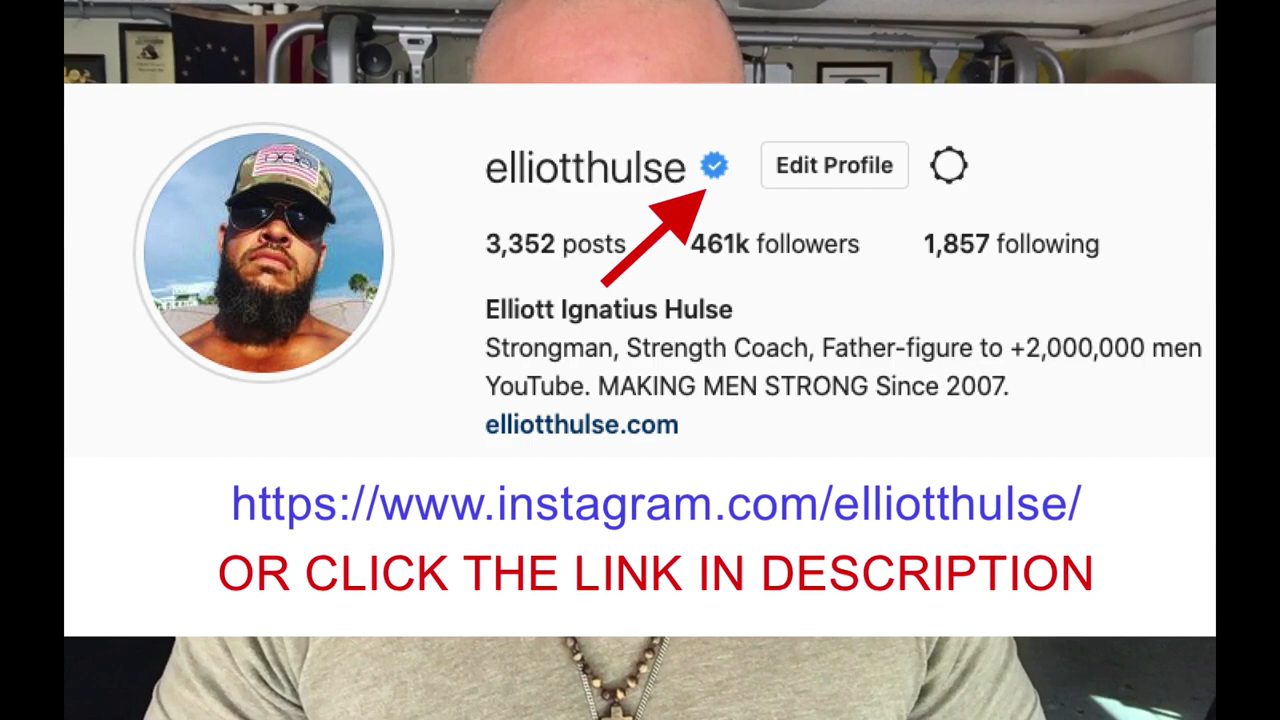 elliotthulse Edit Profile
3,352 posts 461k followers 1,857 following
Elliott Ignatius Hulse
Strongman, Strength Coach, Father-figure to +2,000,000 men
YouTube. MAKING MEN STRONG Since 2007.
elliotthulse.com
https://www.instagram.com/elliotthulse/
OR CLICK THE LINK IN DESCRIPTION